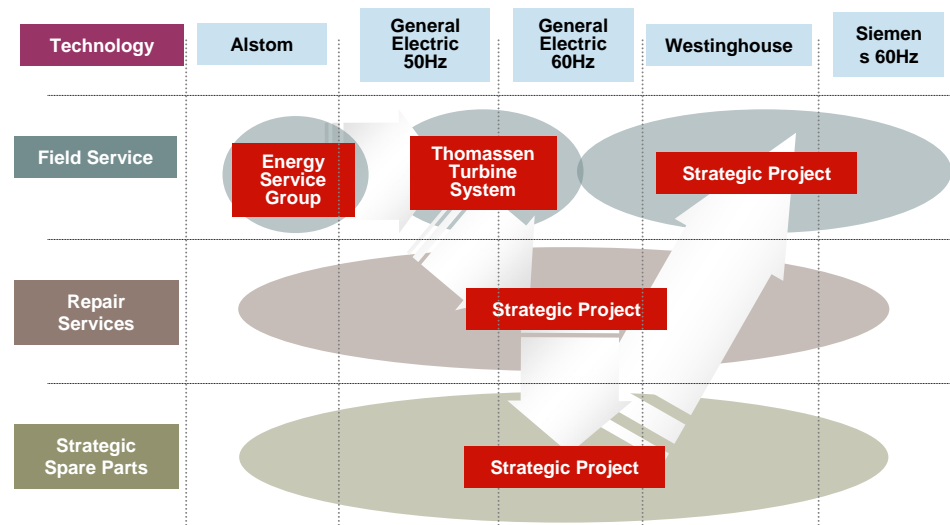 Technology
Alstom
General
Electric
50Hz
General
Electric
60Hz
Westinghouse
Siemen
s 60Hz
Field Service
Energy
Service
Group
Thomassen
Turbine
System
Strategic Project
Repair
Services
Strategic Project
Strategic
Spare Parts
Strategic Project